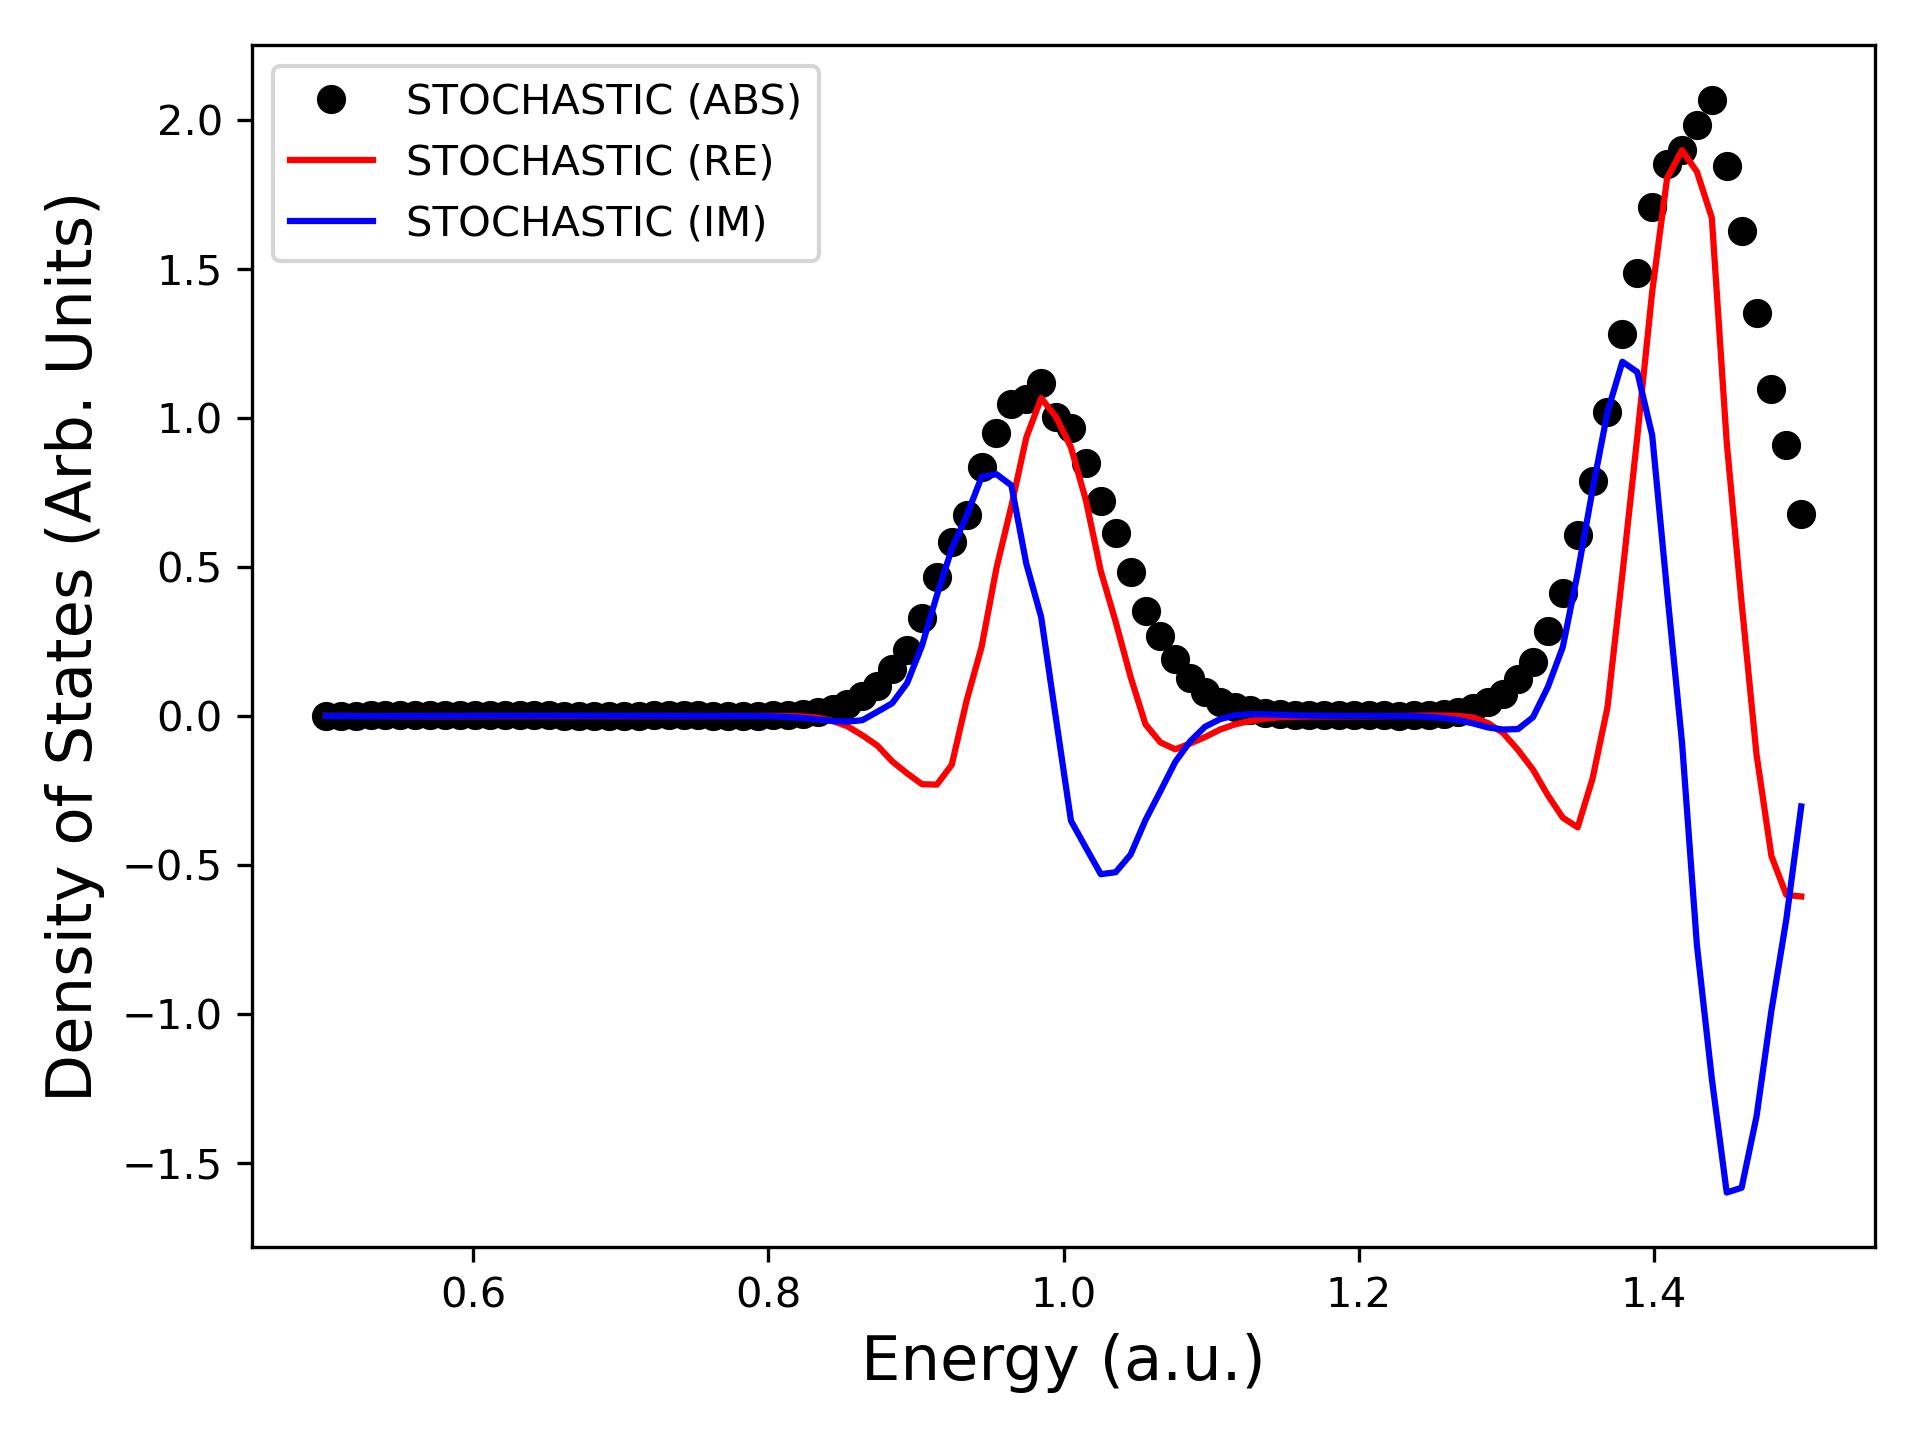 STOCHASTIC (ABS)
STOCHASTIC (RE)
STOCHASTIC (IM)
Density of States (Arb. Units)
2.0
1.5
1.0
0.5
0.0
−0.5
−1.0
−1.5
0.6 0.8 1.0 1.2 1.4
Energy (a.u.)